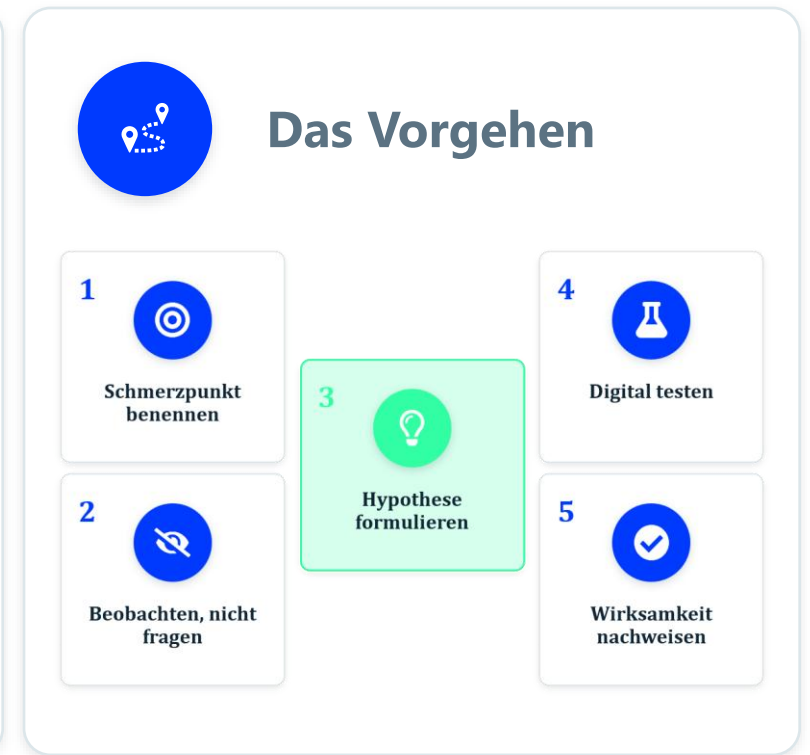 Das Vorgehen
1
Schmerzpunkt
benennen
2
Beobachten, nicht
fragen
3
Hypothese
formulieren
4
Digital testen
5
Wirksamkeit
nachweisen